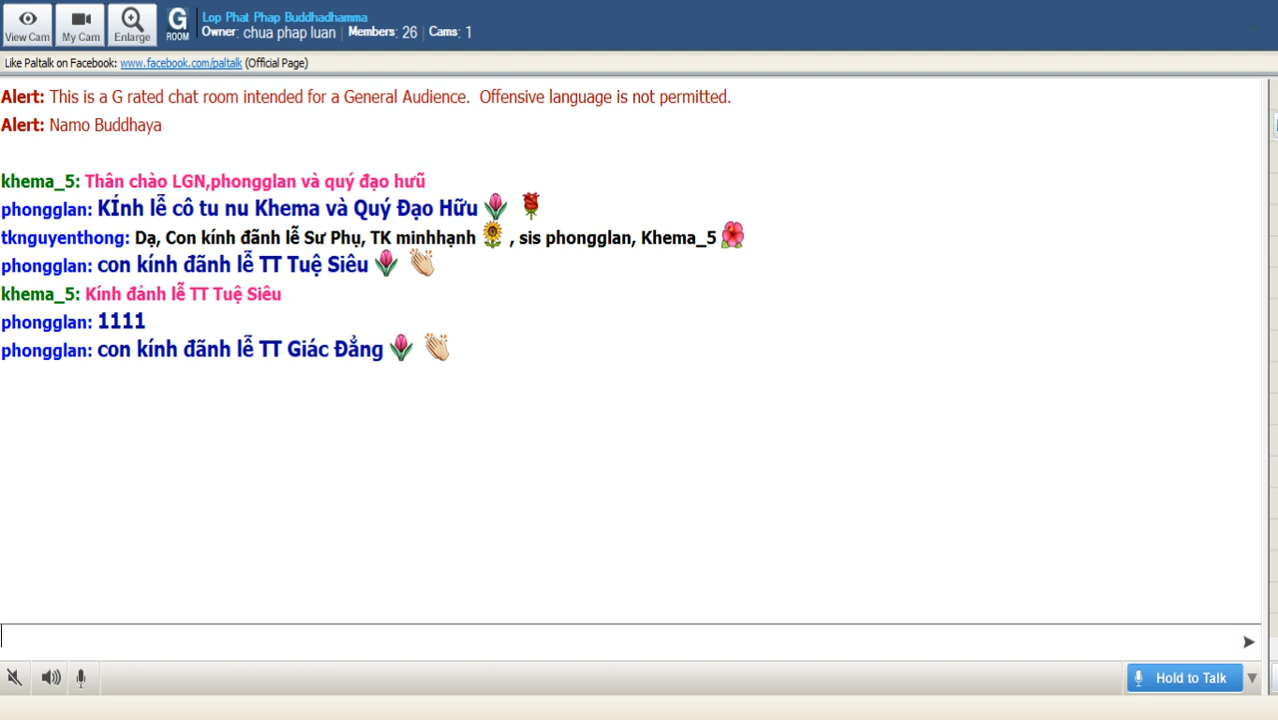 Lop Phat Phap Buddhadhamma
Owner: chua phap luan | Members: 26 | Cams: 1
View Cam
My Cam
Enlarge
G
ROOM
Like Paltalk on Facebook: www.facebook.com/paltalk (Official Page)
Alert: This is a G rated chat room intended for a General Audience.  Offensive language is not permitted.
Alert: Namo Buddhaya
khema_5: Thân chào LGN,phongglan và quý đạo hưũ
phongglan: KÍnh lễ cô tu nu Khema và Quý Đạo Hữu
tknguyenthong: Dạ, Con kính đãnh lễ Sư Phụ, TK minhhạnh , sis phongglan, Khema_5
phongglan: con kính đãnh lễ TT Tuệ Siêu
khema_5: Kính đảnh lễ TT Tuệ Siêu
phongglan: 1111
phongglan: con kính đãnh lễ TT Giác Đẳng
Hold to Talk